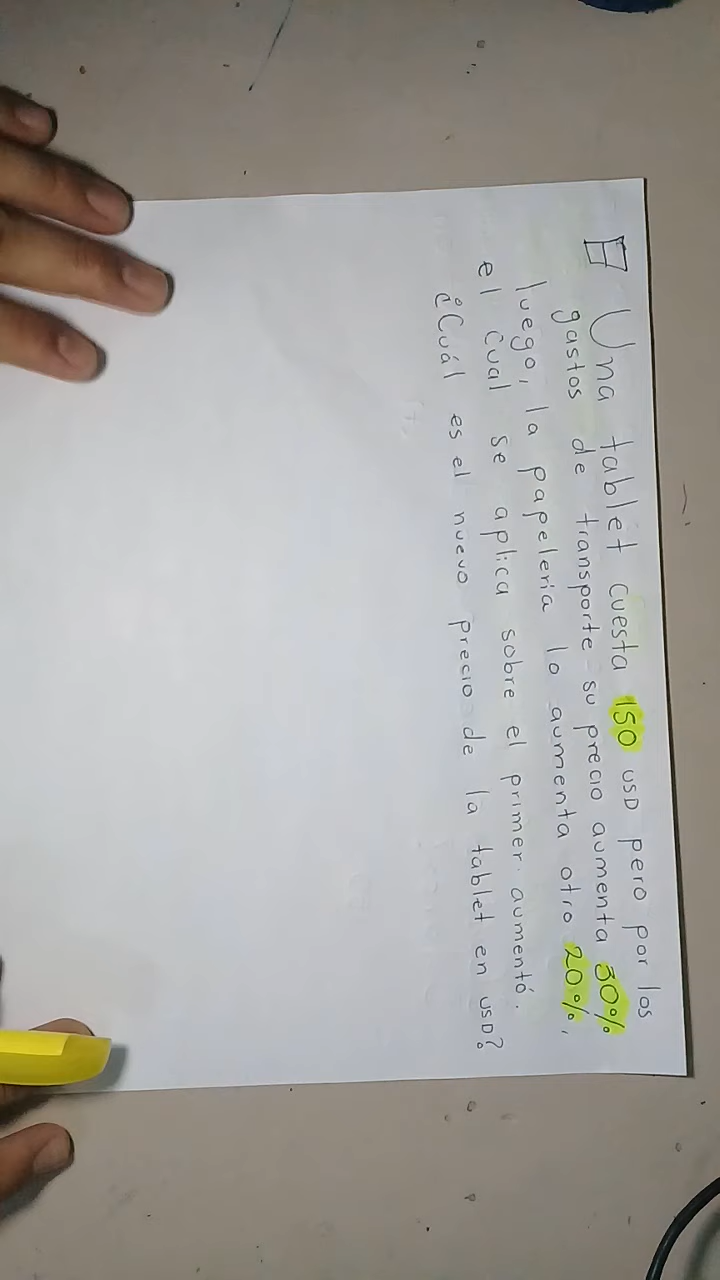 Una tablet cuesta 150 USD pero por los
gastos de transporte su precio aumenta 30%
luego, la papeleria lo aumenta otro 20%,
el cual se aplica sobre el primer aumentó.
¿Cuál es el nuevo precio de la tablet en USD?